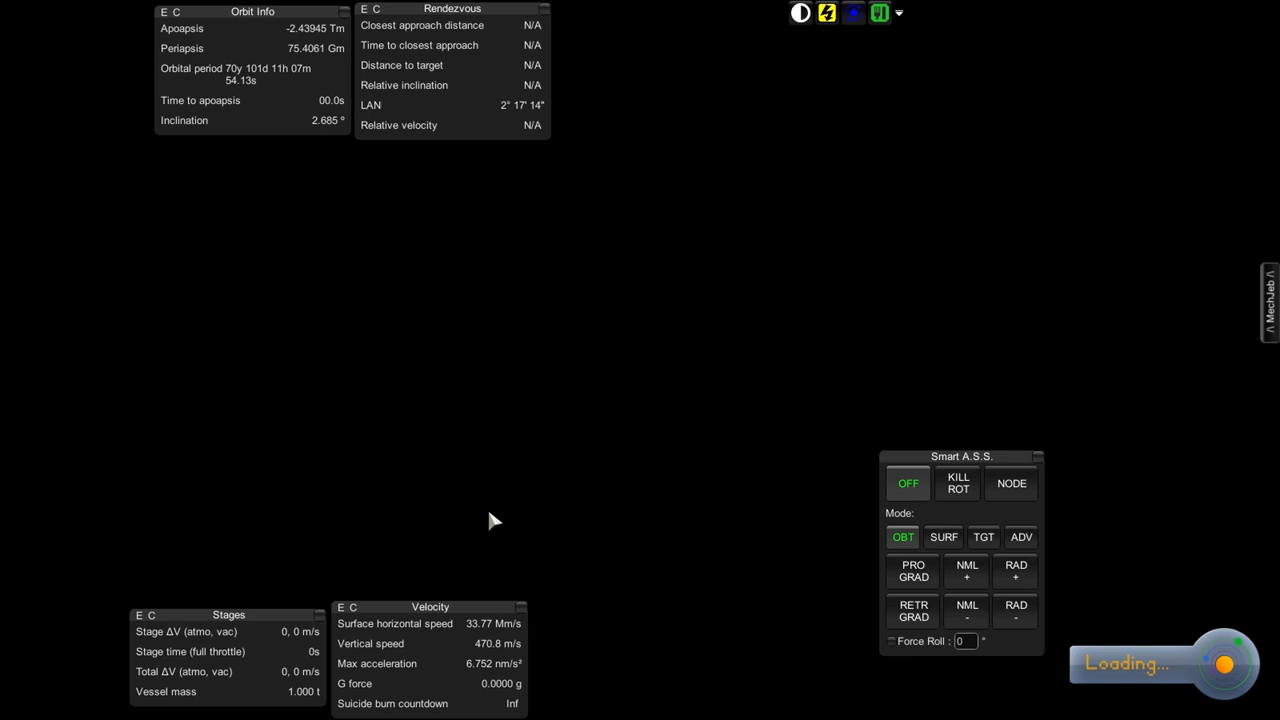 E C Orbit Info
Apoapsis -2.43945 Tm
Periapsis 75.4061 Gm
Orbital period 70y 101d 11h 07m
54.13s
Time to apoapsis 00.0s
Inclination 2.685 º
E C Rendezvous
Closest approach distance N/A
Time to closest approach N/A
Distance to target N/A
Relative inclination N/A
LAN 2° 17' 14"
Relative velocity N/A
/\ MechJeb /\
Smart A.S.S.
OFF KILL ROT NODE
Mode:
OBT SURF TGT ADV
PRO GRAD NML + RAD +
RETR GRAD NML - RAD -
Force Roll : 0 °
E C Stages
Stage ΔV (atmo, vac) 0, 0 m/s
Stage time (full throttle) 0s
Total ΔV (atmo, vac) 0, 0 m/s
Vessel mass 1.000 t
E C Velocity
Surface horizontal speed 33.77 Mm/s
Vertical speed 470.8 m/s
Max acceleration 6.752 nm/s²
G force 0.0000 g
Suicide burn countdown Inf
Loading...